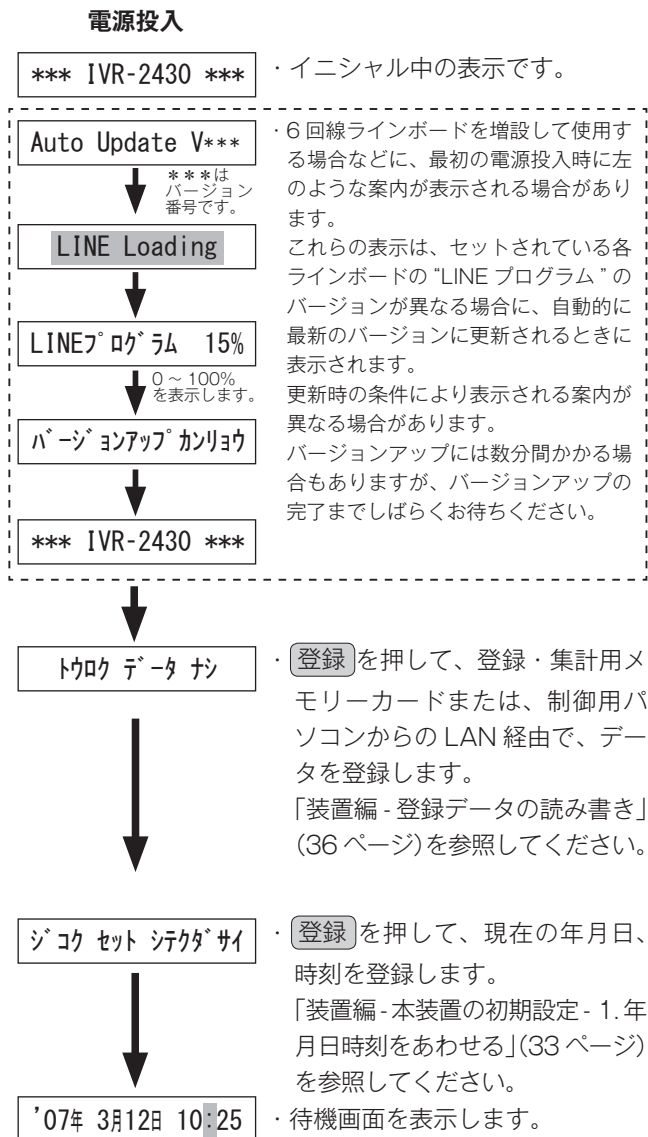 電源投入
*** IVR-2430 ***
・イニシャル中の表示です。
Auto Update V***
＊＊＊は
バージョン
番号です。
LINE Loading
LINEﾌﾟﾛｸﾞﾗﾑ 15%
0～100%
を表示します。
ﾊﾞｰｼﾞｮﾝｱｯﾌﾟｶﾝﾘｮｳ
*** IVR-2430 ***
・6 回線ラインボードを増設して使用す
る場合などに、最初の電源投入時に左
のような案内が表示される場合があり
ます。
これらの表示は、セットされている各
ラインボードの “LINE プログラム ” の
バージョンが異なる場合に、自動的に
最新のバージョンに更新されるときに
表示されます。
更新時の条件により表示される案内が
異なる場合があります。
バージョンアップには数分間かかる場
合もありますが、バージョンアップの
完了までしばらくお待ちください。
ﾄｳﾛｸ ﾃﾞｰﾀ ﾅｼ
・登録を押して、登録・集計用メ
モリーカードまたは、制御用パ
ソコンからの LAN 経由で、デー
タを登録します。
「装置編 - 登録データの読み書き」
(36 ページ)を参照してください。
ｼﾞｺｸ ｾｯﾄ ｼﾃｸﾀﾞｻｲ
・登録を押して、現在の年月日、
時刻を登録します。
「装置編 - 本装置の初期設定 - 1. 年
月日時刻をあわせる」(33 ページ)
を参照してください。
’07年 3月12日 10:25
・待機画面を表示します。